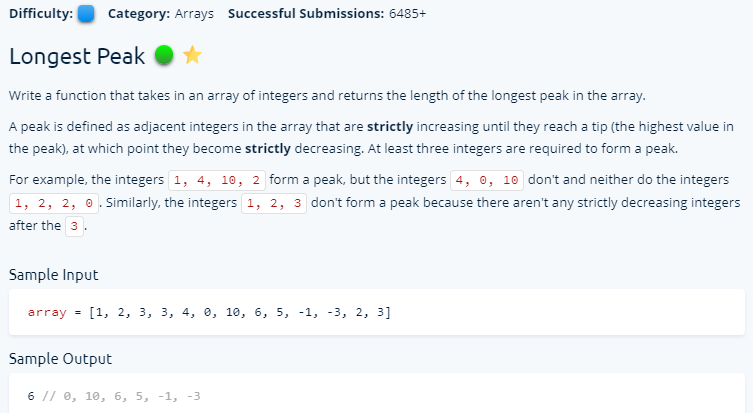 Difficulty: Category: Arrays Successful Submissions: 6485+
Longest Peak
Write a function that takes in an array of integers and returns the length of the longest peak in the array.
A peak is defined as adjacent integers in the array that are strictly increasing until they reach a tip (the highest value in
the peak), at which point they become strictly decreasing. At least three integers are required to form a peak.
For example, the integers 1, 4, 10, 2 form a peak, but the integers 4, 0, 10 don't and neither do the integers
1, 2, 2, 0. Similarly, the integers 1, 2, 3 don't form a peak because there aren't any strictly decreasing integers
after the 3.
Sample Input
array = [1, 2, 3, 3, 4, 0, 10, 6, 5, -1, -3, 2, 3]
Sample Output
6 // 0, 10, 6, 5, -1, -3